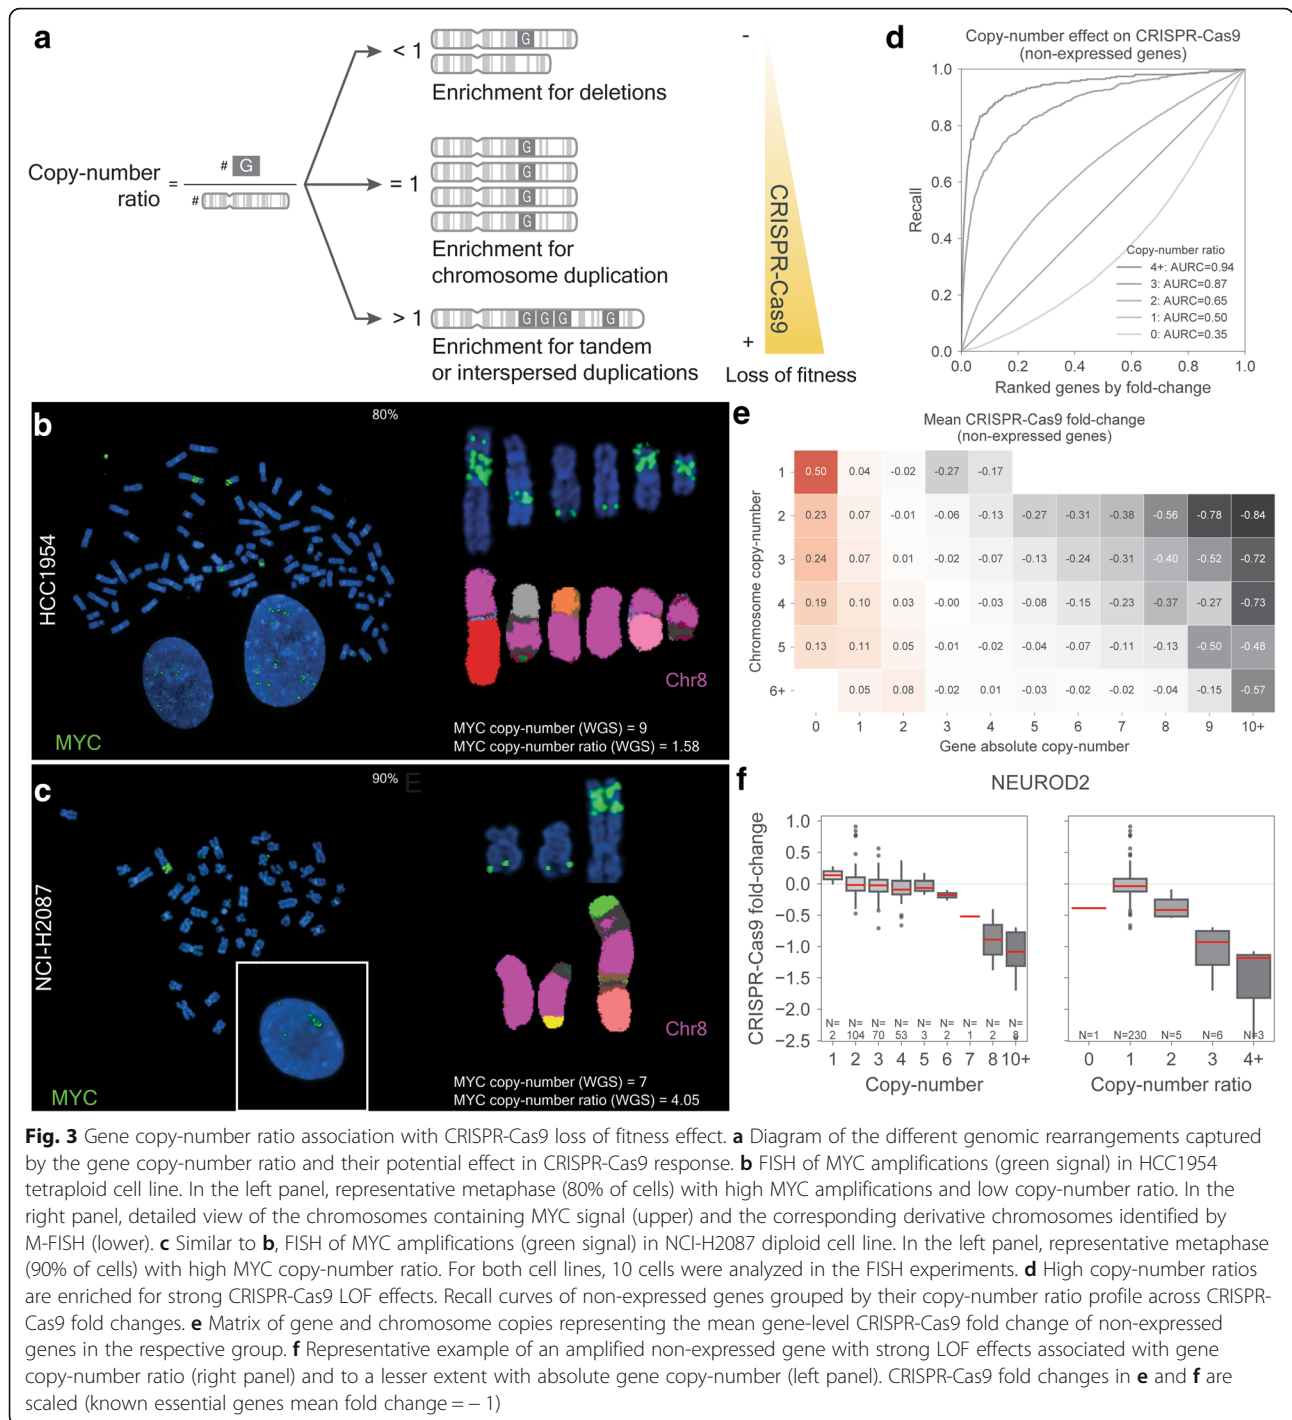 a
Copy-number
ratio
=
# G
#
< 1
G
Enrichment for deletions
= 1
G
G
G
G
Enrichment for
chromosome duplication
> 1
G G G G
Enrichment for tandem
or interspersed duplications
-
CRISPR-Cas9
+
Loss of fitness
d
Copy-number effect on CRISPR-Cas9
(non-expressed genes)
Recall
1.0
0.8
0.6
0.4
0.2
0.0
Copy-number ratio
4+: AURC=0.94
3: AURC=0.87
2: AURC=0.65
1: AURC=0.50
0: AURC=0.35
0.0 0.2 0.4 0.6 0.8 1.0
Ranked genes by fold-change
b
80%
HCC1954
MYC
Chr8
MYC copy-number (WGS) = 9
MYC copy-number ratio (WGS) = 1.58
c
90%
E
NCI-H2087
MYC
Chr8
MYC copy-number (WGS) = 7
MYC copy-number ratio (WGS) = 4.05
e
Mean CRISPR-Cas9 fold-change
(non-expressed genes)
Chromosome copy-number
1 0.50 0.04 -0.02 -0.27 -0.17
2 0.23 0.07 -0.01 -0.06 -0.13 -0.27 -0.31 -0.38 -0.56 -0.78 -0.84
3 0.24 0.07 0.01 -0.02 -0.07 -0.13 -0.24 -0.31 -0.40 -0.52 -0.72
4 0.19 0.10 0.03 -0.00 -0.03 -0.08 -0.15 -0.23 -0.37 -0.27 -0.73
5 0.13 0.11 0.05 -0.01 -0.02 -0.04 -0.07 -0.11 -0.13 -0.50 -0.48
6+ 0.05 0.08 -0.02 0.01 -0.03 -0.02 -0.02 -0.04 -0.15 -0.57
0 1 2 3 4 5 6 7 8 9 10+
Gene absolute copy-number
f
NEUROD2
CRISPR-Cas9 fold-change
1.0
0.5
0.0
−0.5
−1.0
−1.5
−2.0
−2.5
N= N= N= N= N= N= N= N= N=
2 104 70 53 3 2 1 2 8
1 2 3 4 5 6 7 8 10+
Copy-number
N=1 N=230 N=5 N=6 N=3
0 1 2 3 4+
Copy-number ratio
Fig. 3 Gene copy-number ratio association with CRISPR-Cas9 loss of fitness effect. a Diagram of the different genomic rearrangements captured
by the gene copy-number ratio and their potential effect in CRISPR-Cas9 response. b FISH of MYC amplifications (green signal) in HCC1954
tetraploid cell line. In the left panel, representative metaphase (80% of cells) with high MYC amplifications and low copy-number ratio. In the
right panel, detailed view of the chromosomes containing MYC signal (upper) and the corresponding derivative chromosomes identified by
M-FISH (lower). c Similar to b, FISH of MYC amplifications (green signal) in NCI-H2087 diploid cell line. In the left panel, representative metaphase
(90% of cells) with high MYC copy-number ratio. For both cell lines, 10 cells were analyzed in the FISH experiments. d High copy-number ratios
are enriched for strong CRISPR-Cas9 LOF effects. Recall curves of non-expressed genes grouped by their copy-number ratio profile across CRISPR-
Cas9 fold changes. e Matrix of gene and chromosome copies representing the mean gene-level CRISPR-Cas9 fold change of non-expressed
genes in the respective group. f Representative example of an amplified non-expressed gene with strong LOF effects associated with gene
copy-number ratio (right panel) and to a lesser extent with absolute gene copy-number (left panel). CRISPR-Cas9 fold changes in e and f are
scaled (known essential genes mean fold change = − 1)